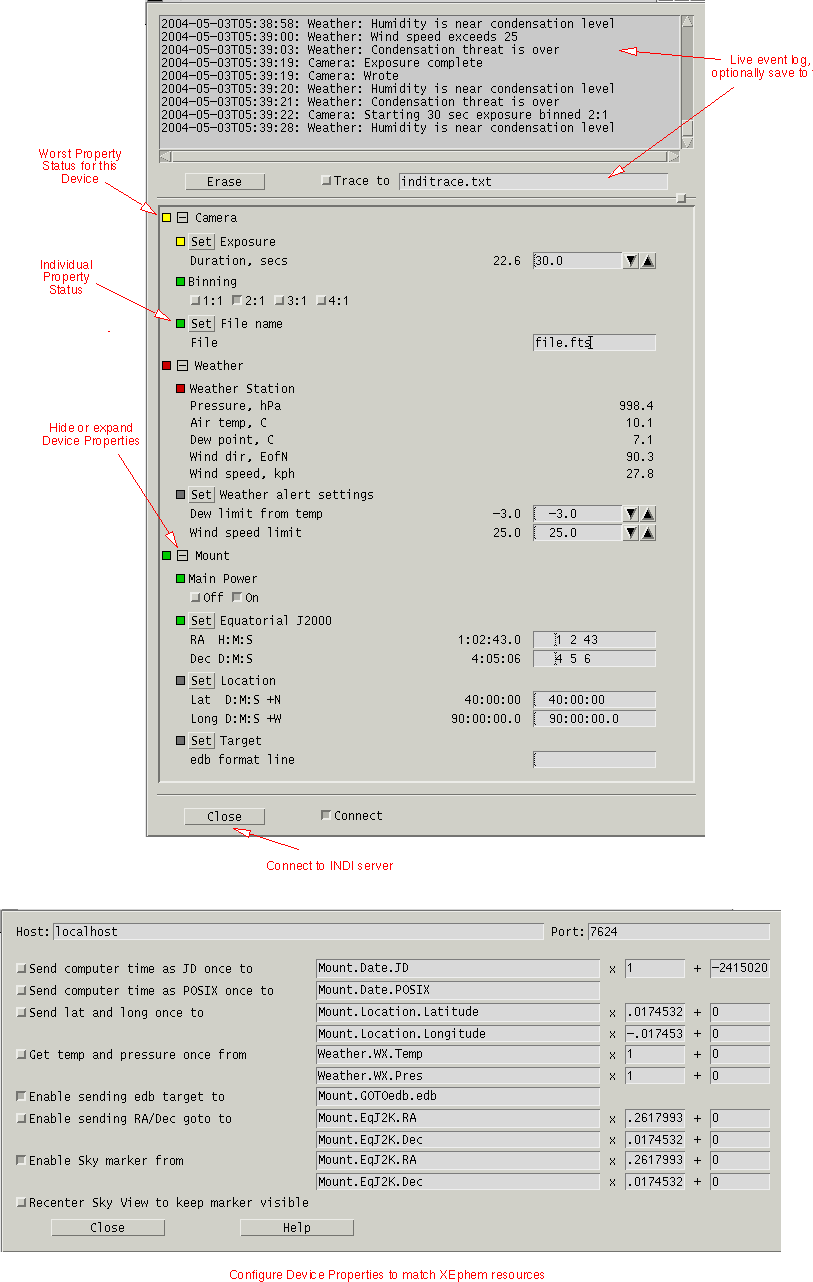 2004-05-03T05:38:58: Weather: Humidity is near condensation level
2004-05-03T05:39:00: Weather: Wind speed exceeds 25
2004-05-03T05:39:03: Weather: Condensation threat is over
2004-05-03T05:39:19: Camera: Exposure complete
2004-05-03T05:39:19: Camera: Wrote
2004-05-03T05:39:20: Weather: Humidity is near condensation level
2004-05-03T05:39:21: Weather: Condensation threat is over
2004-05-03T05:39:22: Camera: Starting 30 sec exposure binned 2:1
2004-05-03T05:39:28: Weather: Humidity is near condensation level
Live event log,
optionally save to
Erase Trace to inditrace.txt
Worst Property
Status for this
Device
Camera
Set Exposure
Duration, secs 22.6 30.0
Individual
Property
Status
Binning
1:1 2:1 3:1 4:1
Set File name
File file.fts
Weather
Weather Station
Pressure, hPa 998.4
Air temp, C 10.1
Dew point, C 7.1
Wind dir, EofN 90.3
Wind speed, kph 27.8
Hide or expand
Device Properties
Set Weather alert settings
Dew limit from temp -3.0 -3.0
Wind speed limit 25.0 25.0
Mount
Main Power
Off On
Set Equatorial J2000
RA H:M:S 1:02:43.0 1 2 43
Dec D:M:S 4:05:06 4 5 6
Set Location
Lat D:M:S +N 40:00:00 40:00:00
Long D:M:S +W 90:00:00.0 90:00:00.0
Set Target
edb format line
Close Connect
Connect to INDI server
Host: localhost Port: 7624
Send computer time as JD once to Mount.Date.JD x 1 + -2415020
Send computer time as POSIX once to Mount.Date.POSIX
Send lat and long once to Mount.Location.Latitude x .0174532 + 0
Mount.Location.Longitude x -.017453 + 0
Get temp and pressure once from Weather.WX.Temp x 1 + 0
Weather.WX.Pres x 1 + 0
Enable sending edb target to Mount.GOTOedb.edb
Enable sending RA/Dec goto to Mount.EqJ2K.RA x .2617993 + 0
Mount.EqJ2K.Dec x .0174532 + 0
Enable Sky marker from Mount.EqJ2K.RA x .2617993 + 0
Mount.EqJ2K.Dec x .0174532 + 0
Recenter Sky View to keep marker visible
Close Help
Configure Device Properties to match XEphem resources